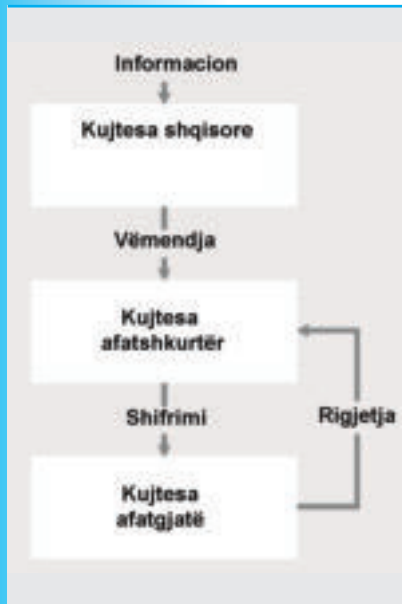 Informacion
Kujtesa shqisore
Vëmendja
Kujtesa
afatshkurtër
Shifrimi
Rigjetja
Kujtesa
afatgjatë